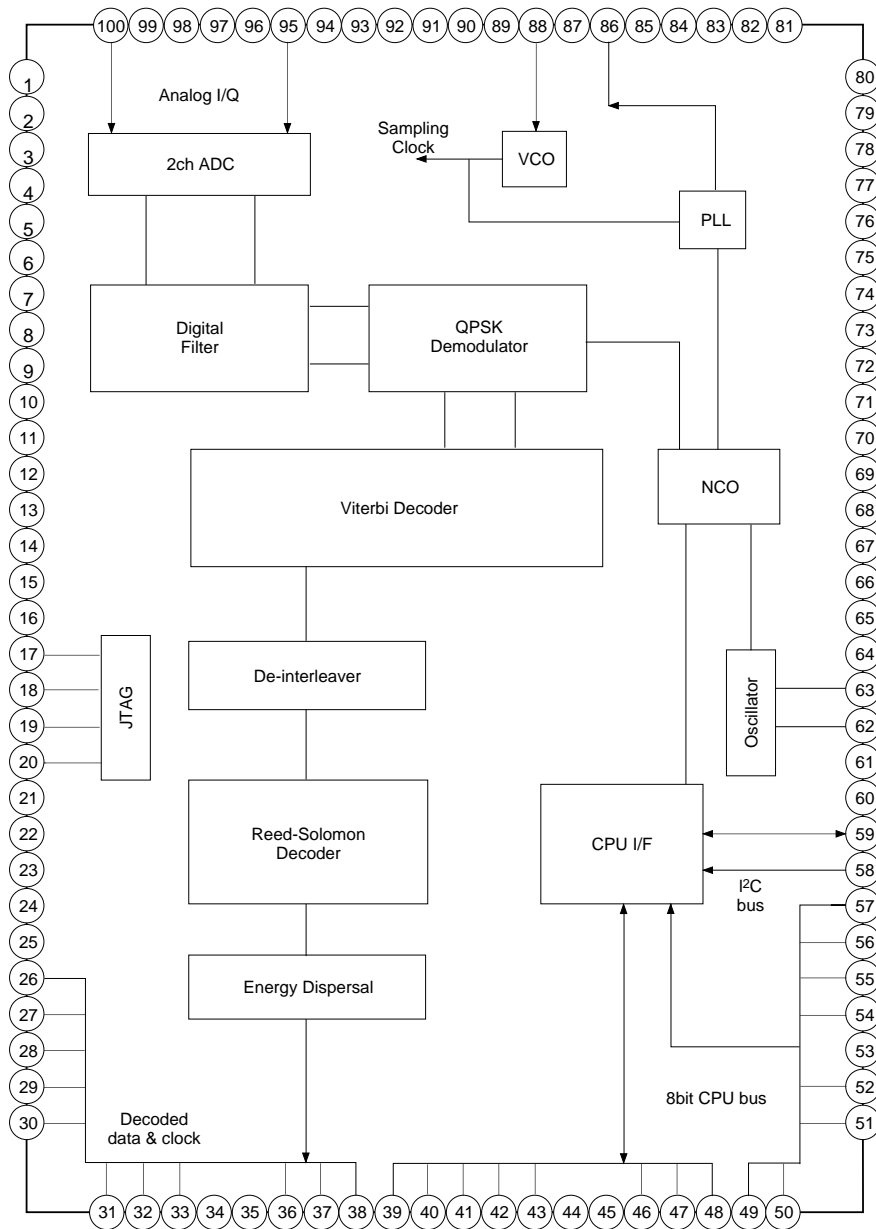 100 99 98 97 96 95 94 93 92 91 90 89 88 87 86 85 84 83 82 81
1
2
3
4
5
6
7
8
9
10
11
12
13
14
15
16
17
18
19
20
21
22
23
24
25
26
27
28
29
30
80
79
78
77
76
75
74
73
72
71
70
69
68
67
66
65
64
63
62
61
60
59
58
57
56
55
54
53
52
51
Analog I/Q
2ch ADC
Sampling
Clock
VCO
PLL
Digital
Filter
QPSK
Demodulator
Viterbi Decoder
NCO
De-interleaver
JTAG
Oscillator
Reed-Solomon
Decoder
CPU I/F
I²C
bus
Energy Dispersal
8bit CPU bus
Decoded
data & clock
31 32 33 34 35 36 37 38 39 40 41 42 43 44 45 46 47 48 49 50